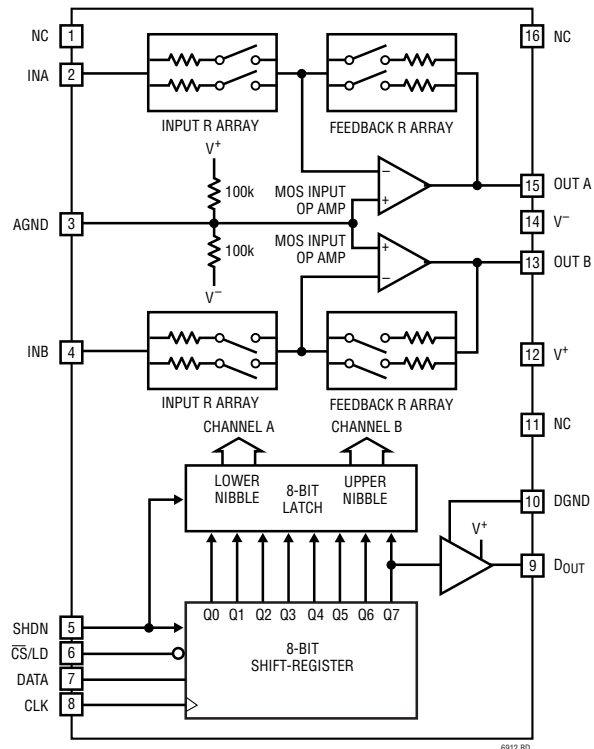 NC 1
16 NC
INA 2
INPUT R ARRAY
FEEDBACK R ARRAY
V+
100k
MOS INPUT
OP AMP
−
+
15 OUT A
AGND 3
14 V−
100k
MOS INPUT
OP AMP
+
−
13 OUT B
V−
INB 4
12 V+
INPUT R ARRAY
FEEDBACK R ARRAY
CHANNEL A
CHANNEL B
11 NC
LOWER
NIBBLE
8-BIT
LATCH
UPPER
NIBBLE
10 DGND
V+
9 DOUT
Q0 Q1 Q2 Q3 Q4 Q5 Q6 Q7
SHDN 5
8-BIT
SHIFT-REGISTER
C̅S̅/LD 6
DATA 7
CLK 8
6912 BD